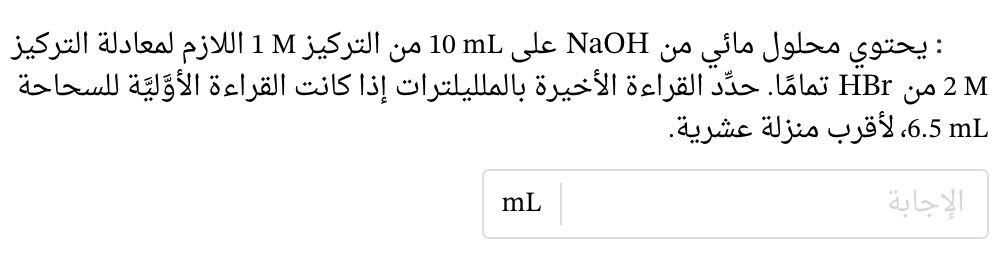 : يحتوي محلول مائي من NaOH على 10 mL من التركيز 1 M اللازم لمعادلة التركيز
2 M من HBr تمامًا. حدِّد القراءة الأخيرة بالملليلترات إذا كانت القراءة الأوَّليَّة للسحاحة
6.5 mL، لأقرب منزلة عشرية.
الإجابة mL